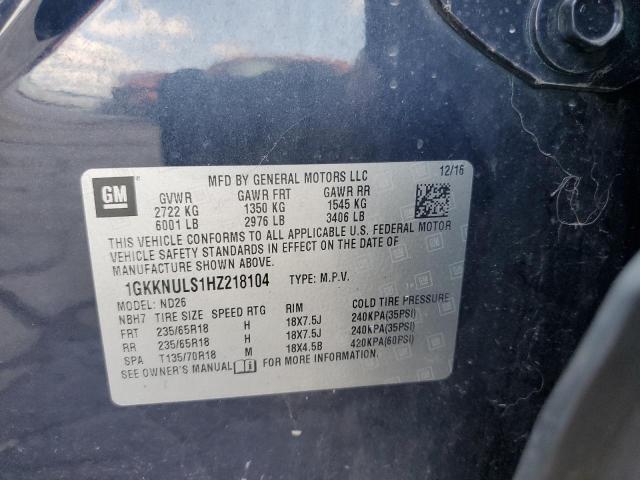 MFD BY GENERAL MOTORS LLC 12/16
GM GVWR GAWR FRT GAWR RR
2722 KG 1350 KG 1545 KG
6001 LB 2976 LB 3406 LB
THIS VEHICLE CONFORMS TO ALL APPLICABLE U.S. FEDERAL MOTOR
VEHICLE SAFETY STANDARDS IN EFFECT ON THE DATE OF
MANUFACTURE SHOWN ABOVE.
1GKKNULS1HZ218104 TYPE: M.P.V.
MODEL: ND26
NBH7 TIRE SIZE SPEED RTG RIM COLD TIRE PRESSURE
FRT 235/65R18 H 18X7.5J 240KPA(35PSI)
RR 235/65R18 H 18X7.5J 240KPA(35PSI)
SPA T135/70R18 M 18X4.5B 420KPA(60PSI)
SEE OWNER'S MANUAL FOR MORE INFORMATION.